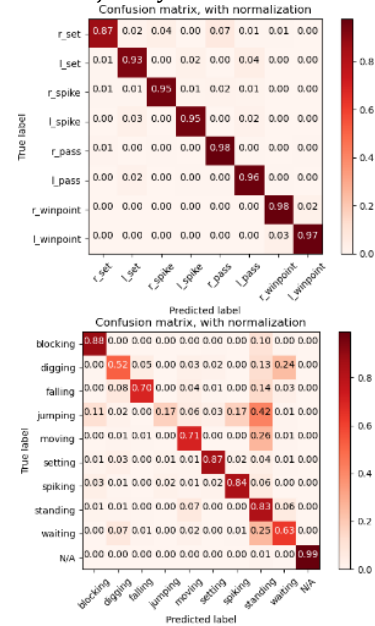 Confusion matrix, with normalization
r_set 0.87 0.02 0.04 0.00 0.07 0.01 0.01 0.00
l_set 0.01 0.93 0.00 0.02 0.00 0.04 0.00 0.00
r_spike 0.01 0.01 0.95 0.01 0.02 0.01 0.00 0.00
l_spike 0.00 0.03 0.00 0.95 0.00 0.02 0.00 0.00
r_pass 0.01 0.00 0.00 0.00 0.98 0.00 0.00 0.00
l_pass 0.00 0.02 0.00 0.00 0.01 0.96 0.00 0.00
r_winpoint 0.00 0.00 0.00 0.00 0.00 0.00 0.98 0.02
l_winpoint 0.00 0.00 0.00 0.00 0.00 0.00 0.03 0.97
r_set l_set r_spike l_spike r_pass l_pass r_winpoint l_winpoint
True label
Predicted label
0.8
0.6
0.4
0.2
0.0
Confusion matrix, with normalization
blocking 0.88 0.00 0.00 0.00 0.00 0.00 0.00 0.10 0.00 0.00
digging 0.00 0.52 0.05 0.00 0.03 0.02 0.00 0.13 0.24 0.00
falling 0.00 0.08 0.70 0.00 0.04 0.01 0.00 0.14 0.03 0.00
jumping 0.11 0.02 0.00 0.17 0.06 0.03 0.17 0.42 0.01 0.00
moving 0.00 0.01 0.01 0.00 0.71 0.00 0.00 0.26 0.01 0.00
setting 0.01 0.03 0.00 0.01 0.01 0.87 0.02 0.04 0.01 0.00
spiking 0.03 0.01 0.00 0.02 0.01 0.02 0.84 0.06 0.00 0.00
standing 0.01 0.01 0.00 0.00 0.07 0.00 0.00 0.83 0.06 0.00
waiting 0.00 0.07 0.01 0.00 0.02 0.00 0.01 0.25 0.63 0.00
N/A 0.00 0.00 0.00 0.00 0.00 0.00 0.00 0.01 0.00 0.99
blocking digging falling jumping moving setting spiking standing waiting N/A
True label
Predicted label
0.8
0.6
0.4
0.2
0.0